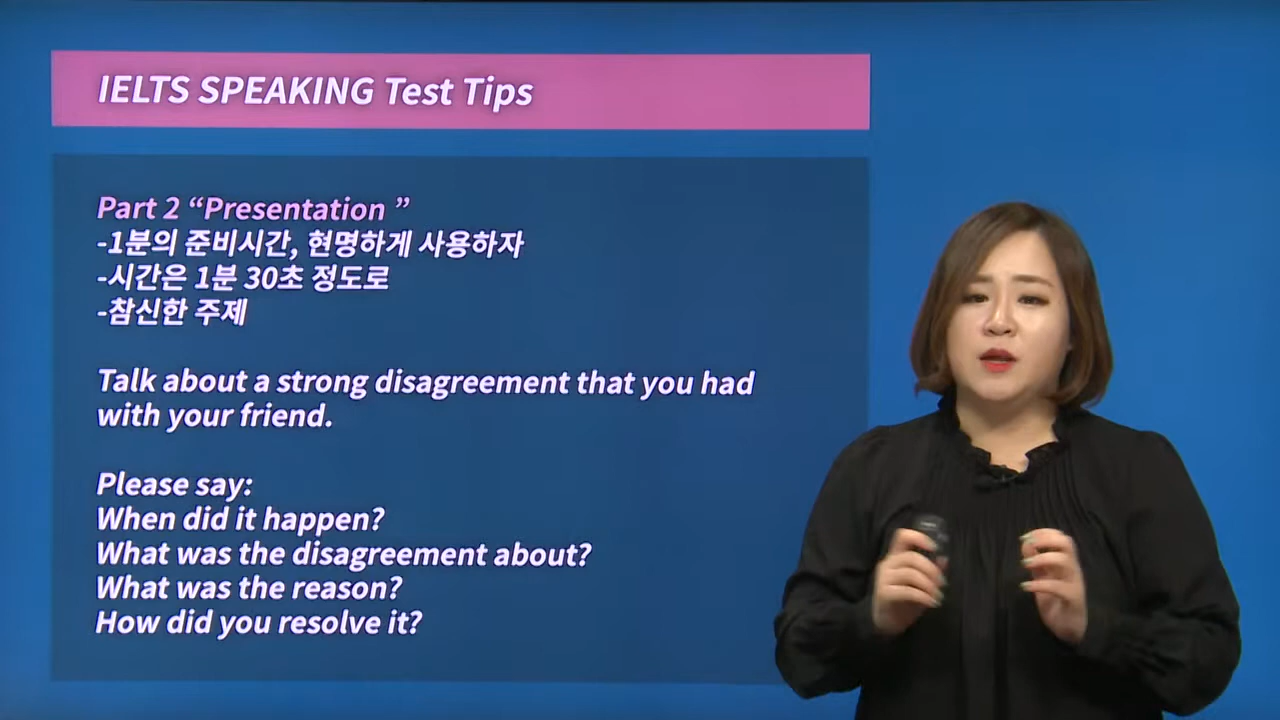 IELTS SPEAKING Test Tips
Part 2 “Presentation ”
-1분의 준비시간, 현명하게 사용하자
-시간은 1분 30초 정도로
-참신한 주제
Talk about a strong disagreement that you had
with your friend.
Please say:
When did it happen?
What was the disagreement about?
What was the reason?
How did you resolve it?